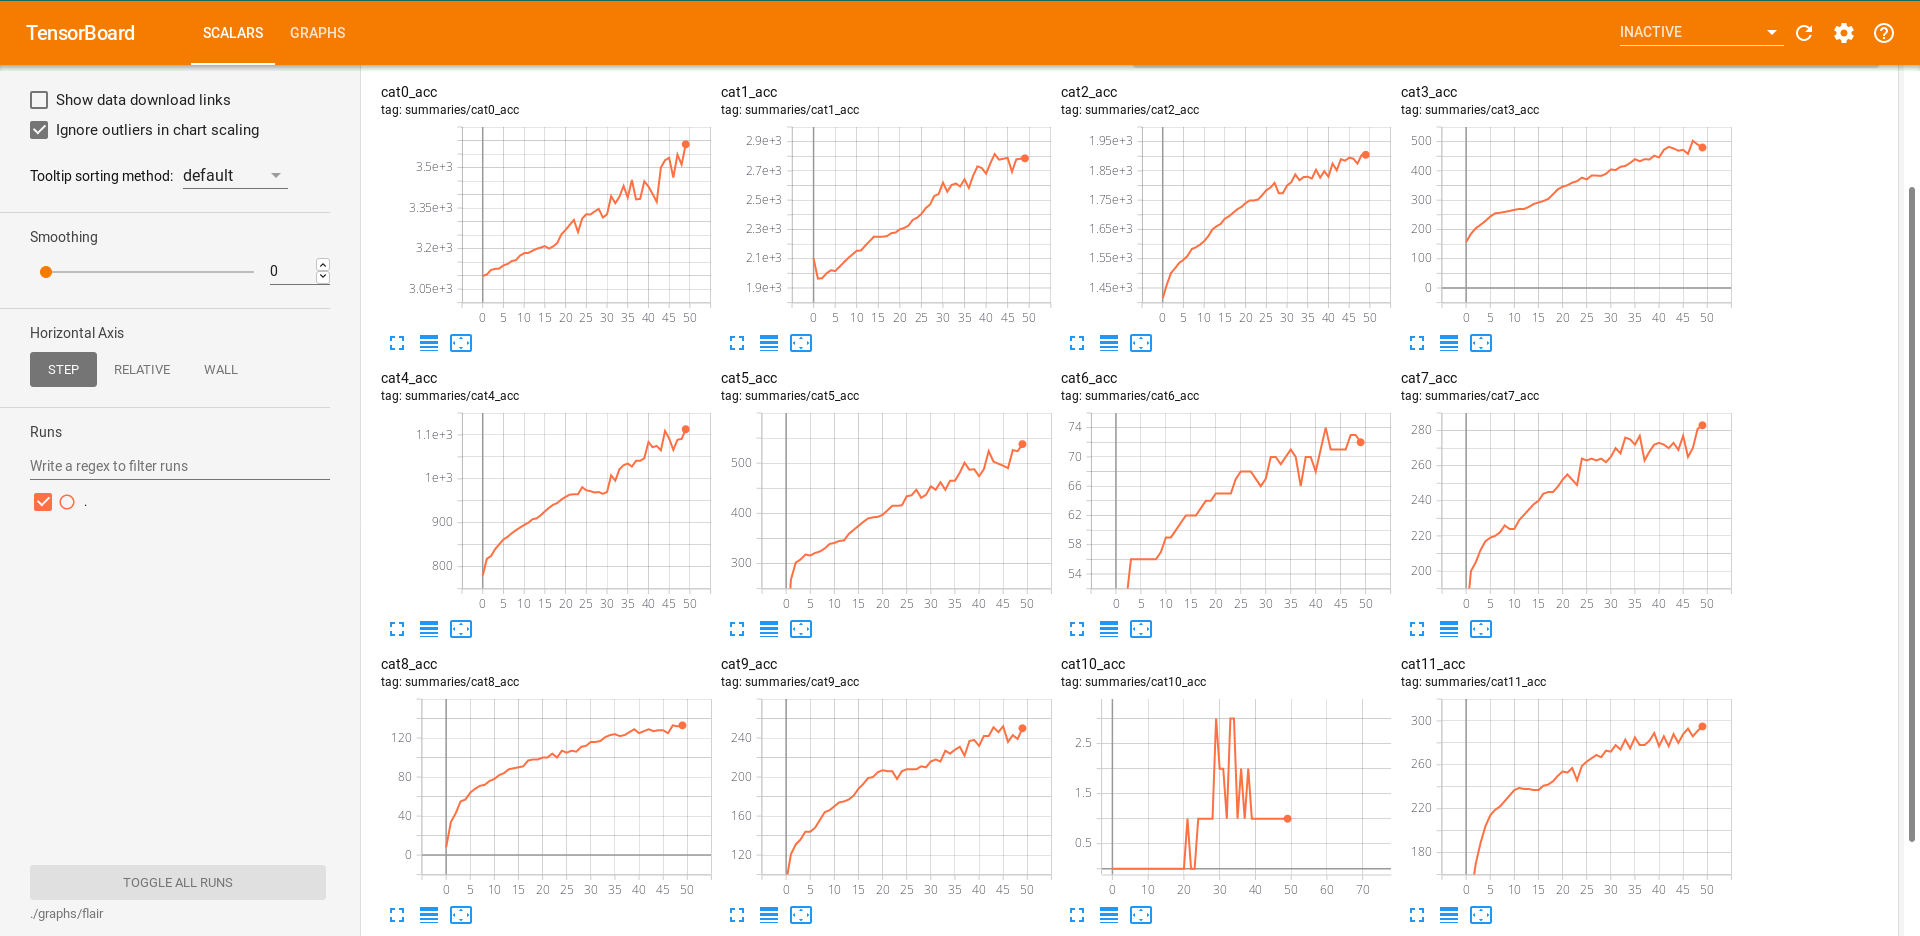 TensorBoard SCALARS GRAPHS INACTIVE
Show data download links
Ignore outliers in chart scaling
Tooltip sorting method: default
Smoothing
0
Horizontal Axis
STEP RELATIVE WALL
Runs
Write a regex to filter runs
.
TOGGLE ALL RUNS
./graphs/flair
cat0_acc
tag: summaries/cat0_acc
3.5e+3
3.35e+3
3.2e+3
3.05e+3
0 5 10 15 20 25 30 35 40 45 50
cat1_acc
tag: summaries/cat1_acc
2.9e+3
2.7e+3
2.5e+3
2.3e+3
2.1e+3
1.9e+3
0 5 10 15 20 25 30 35 40 45 50
cat2_acc
tag: summaries/cat2_acc
1.95e+3
1.85e+3
1.75e+3
1.65e+3
1.55e+3
1.45e+3
0 5 10 15 20 25 30 35 40 45 50
cat3_acc
tag: summaries/cat3_acc
500
400
300
200
100
0
0 5 10 15 20 25 30 35 40 45 50
cat4_acc
tag: summaries/cat4_acc
1.1e+3
1e+3
900
800
0 5 10 15 20 25 30 35 40 45 50
cat5_acc
tag: summaries/cat5_acc
500
400
300
0 5 10 15 20 25 30 35 40 45 50
cat6_acc
tag: summaries/cat6_acc
74
70
66
62
58
54
0 5 10 15 20 25 30 35 40 45 50
cat7_acc
tag: summaries/cat7_acc
280
260
240
220
200
0 5 10 15 20 25 30 35 40 45 50
cat8_acc
tag: summaries/cat8_acc
120
80
40
0
0 5 10 15 20 25 30 35 40 45 50
cat9_acc
tag: summaries/cat9_acc
240
200
160
120
0 5 10 15 20 25 30 35 40 45 50
cat10_acc
tag: summaries/cat10_acc
2.5
1.5
0.5
0 10 20 30 40 50 60 70
cat11_acc
tag: summaries/cat11_acc
300
260
220
180
0 5 10 15 20 25 30 35 40 45 50